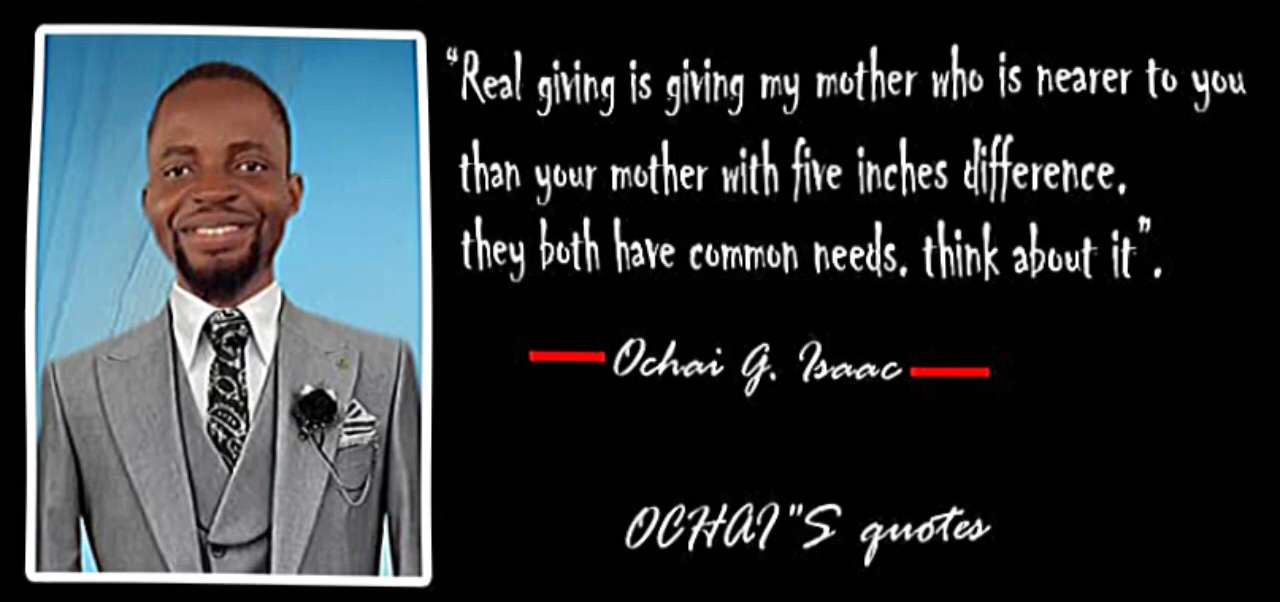 “Real giving is giving my mother who is nearer to you
than your mother with five inches difference.
they both have common needs. think about it”.
Ochai G. Isaac
OCHAI"S quotes